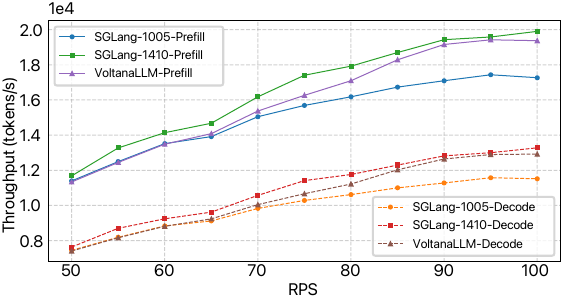 1e4
2.0
1.8
1.6
1.4
1.2
1.0
0.8
Throughput (tokens/s)
SGLang-1005-Prefill
SGLang-1410-Prefill
VoltanaLLM-Prefill
SGLang-1005-Decode
SGLang-1410-Decode
VoltanaLLM-Decode
50 60 70 80 90 100
RPS